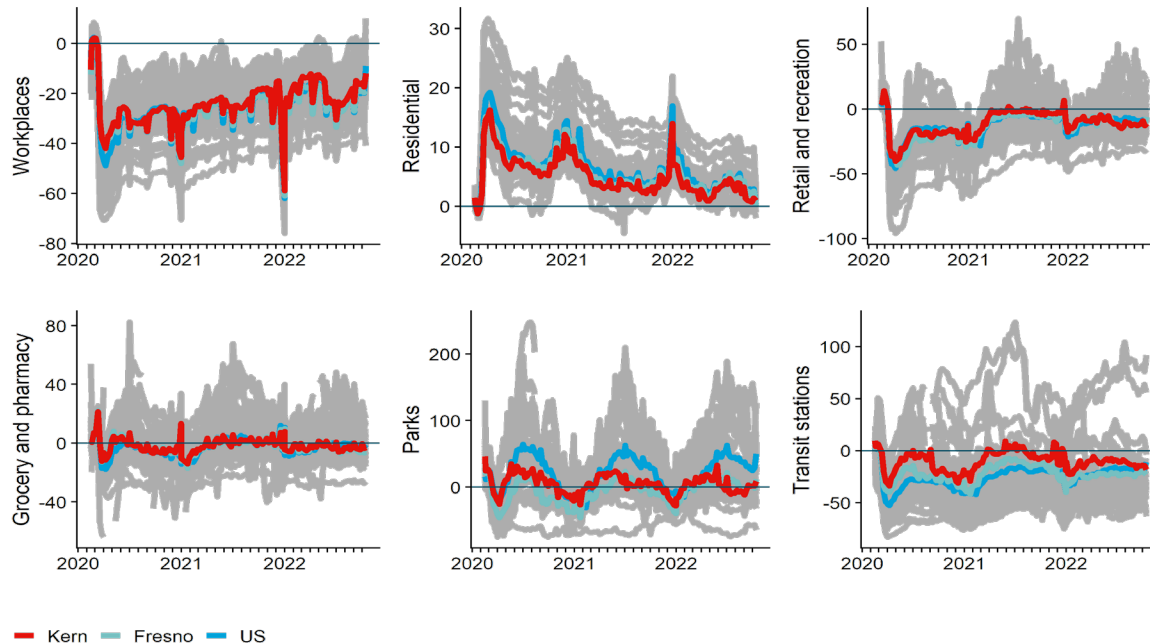 Workplaces
0
-20
-40
-60
-80
2020 2021 2022
Residential
30
20
10
0
2020 2021 2022
Retail and recreation
50
0
-50
-100
2020 2021 2022
Grocery and pharmacy
80
40
0
-40
2020 2021 2022
Parks
200
100
0
2020 2021 2022
Transit stations
100
50
0
-50
2020 2021 2022
Kern Fresno US